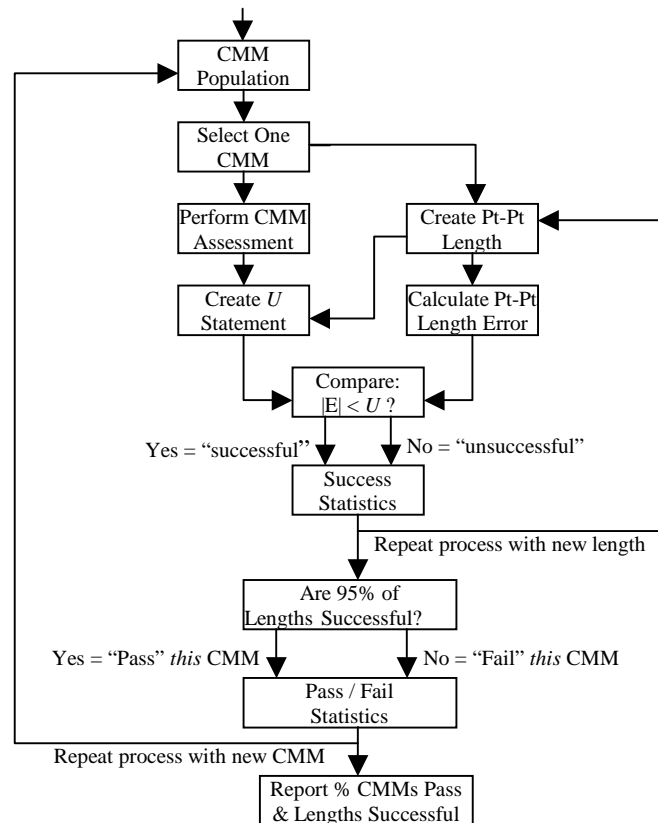 CMM
Population
Select One
CMM
Perform CMM
Assessment
Create Pt-Pt
Length
Create U
Statement
Calculate Pt-Pt
Length Error
Compare:
|E| < U ?
Yes = “successful”
No = “unsuccessful”
Success
Statistics
Repeat process with new length
Are 95% of
Lengths Successful?
Yes = “Pass” this CMM
No = “Fail” this CMM
Pass / Fail
Statistics
Repeat process with new CMM
Report % CMMs Pass
& Lengths Successful